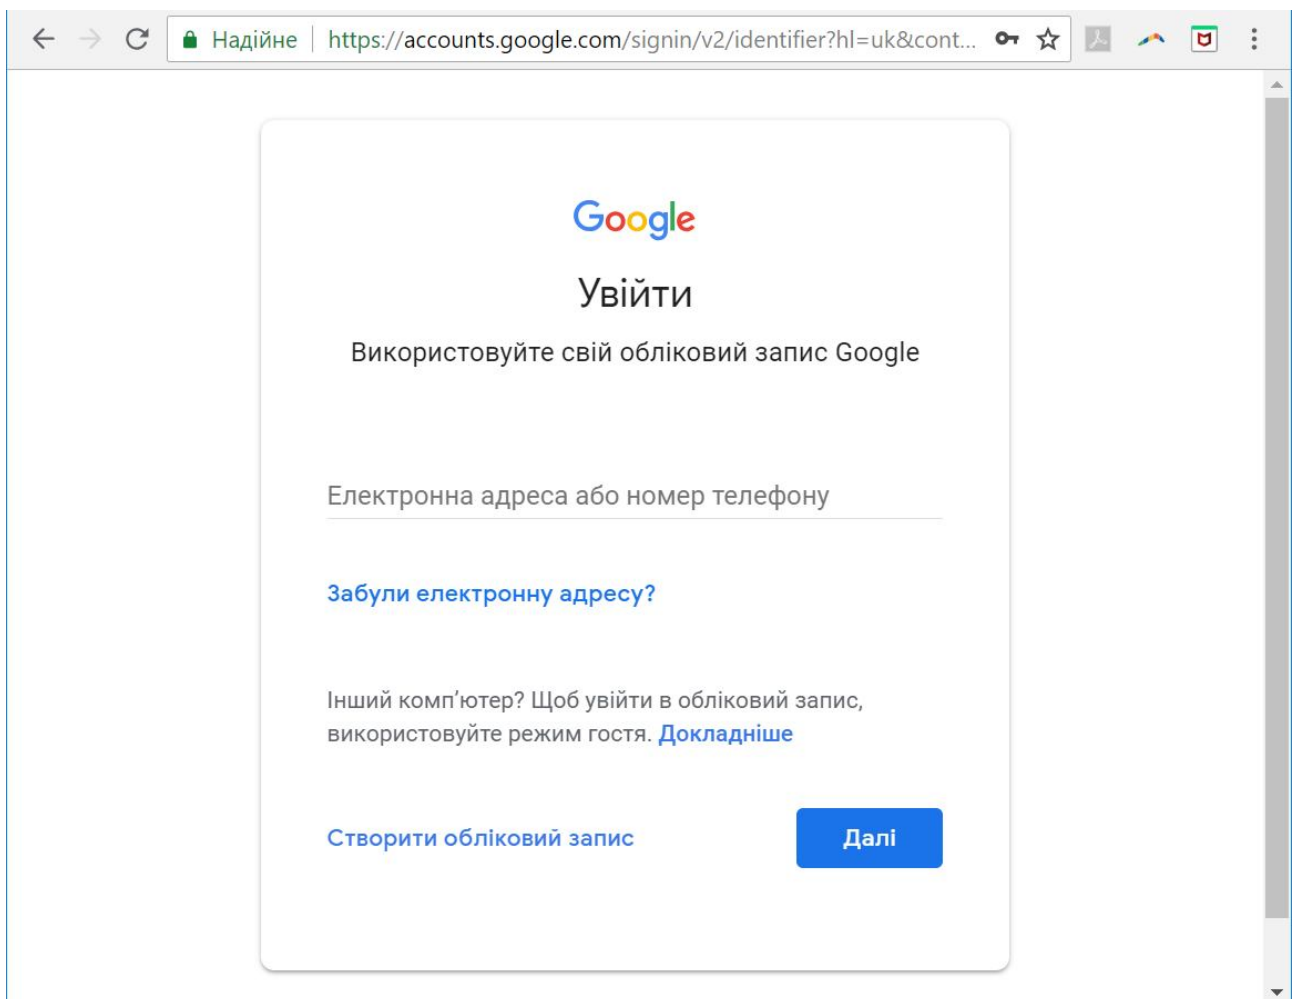 Надійне https://accounts.google.com/signin/v2/identifier?hl=uk&cont...
Google
Увійти
Використовуйте свій обліковий запис Google
Електронна адреса або номер телефону
Забули електронну адресу?
Інший комп’ютер? Щоб увійти в обліковий запис,
використовуйте режим гостя. Докладніше
Створити обліковий запис Далі